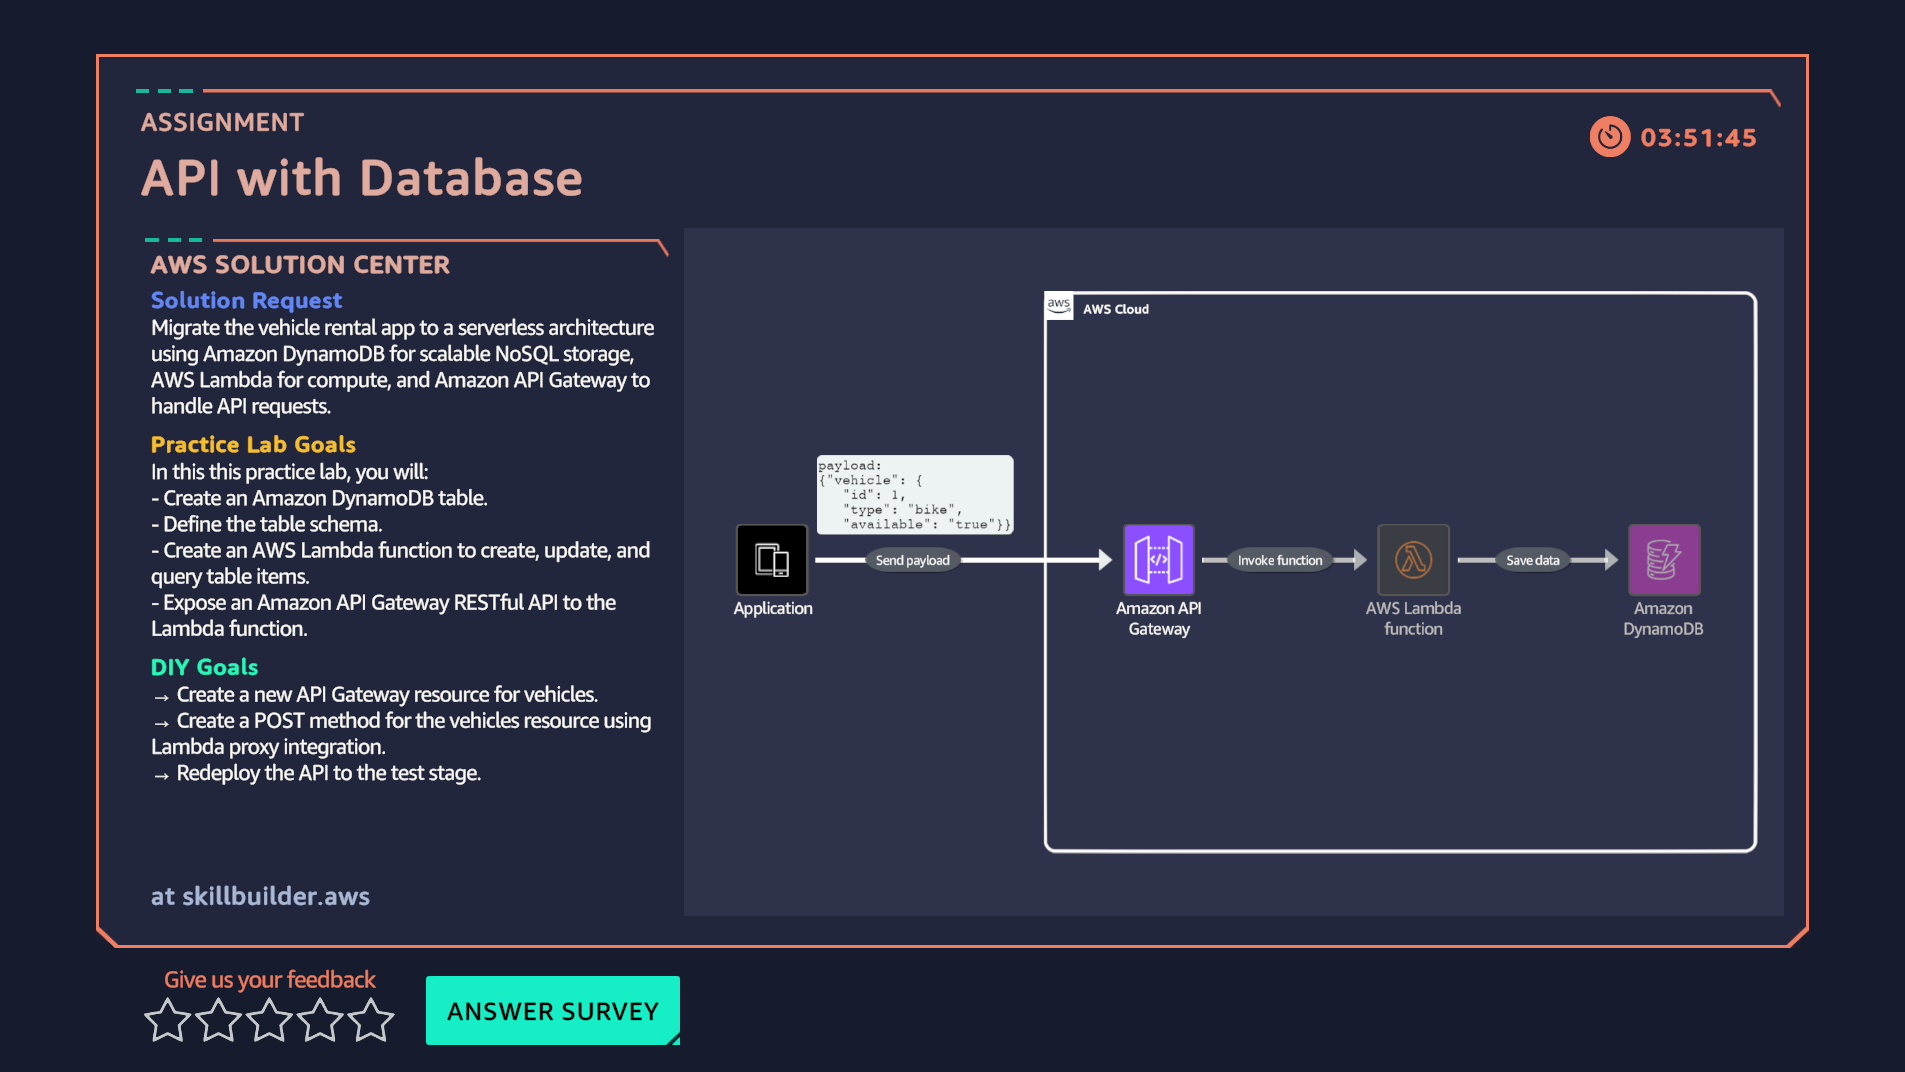 ASSIGNMENT
API with Database
03:51:45
AWS SOLUTION CENTER
Solution Request
Migrate the vehicle rental app to a serverless architecture
using Amazon DynamoDB for scalable NoSQL storage,
AWS Lambda for compute, and Amazon API Gateway to
handle API requests.
Practice Lab Goals
In this this practice lab, you will:
- Create an Amazon DynamoDB table.
- Define the table schema.
- Create an AWS Lambda function to create, update, and
query table items.
- Expose an Amazon API Gateway RESTful API to the
Lambda function.
DIY Goals
→ Create a new API Gateway resource for vehicles.
→ Create a POST method for the vehicles resource using
Lambda proxy integration.
→ Redeploy the API to the test stage.
at skillbuilder.aws
aws
AWS Cloud
payload:
{"vehicle": {
"id": 1,
"type": "bike",
"available": "true"}}
Send payload
Invoke function
Save data
Application
Amazon API
Gateway
AWS Lambda
function
Amazon
DynamoDB
Give us your feedback
ANSWER SURVEY